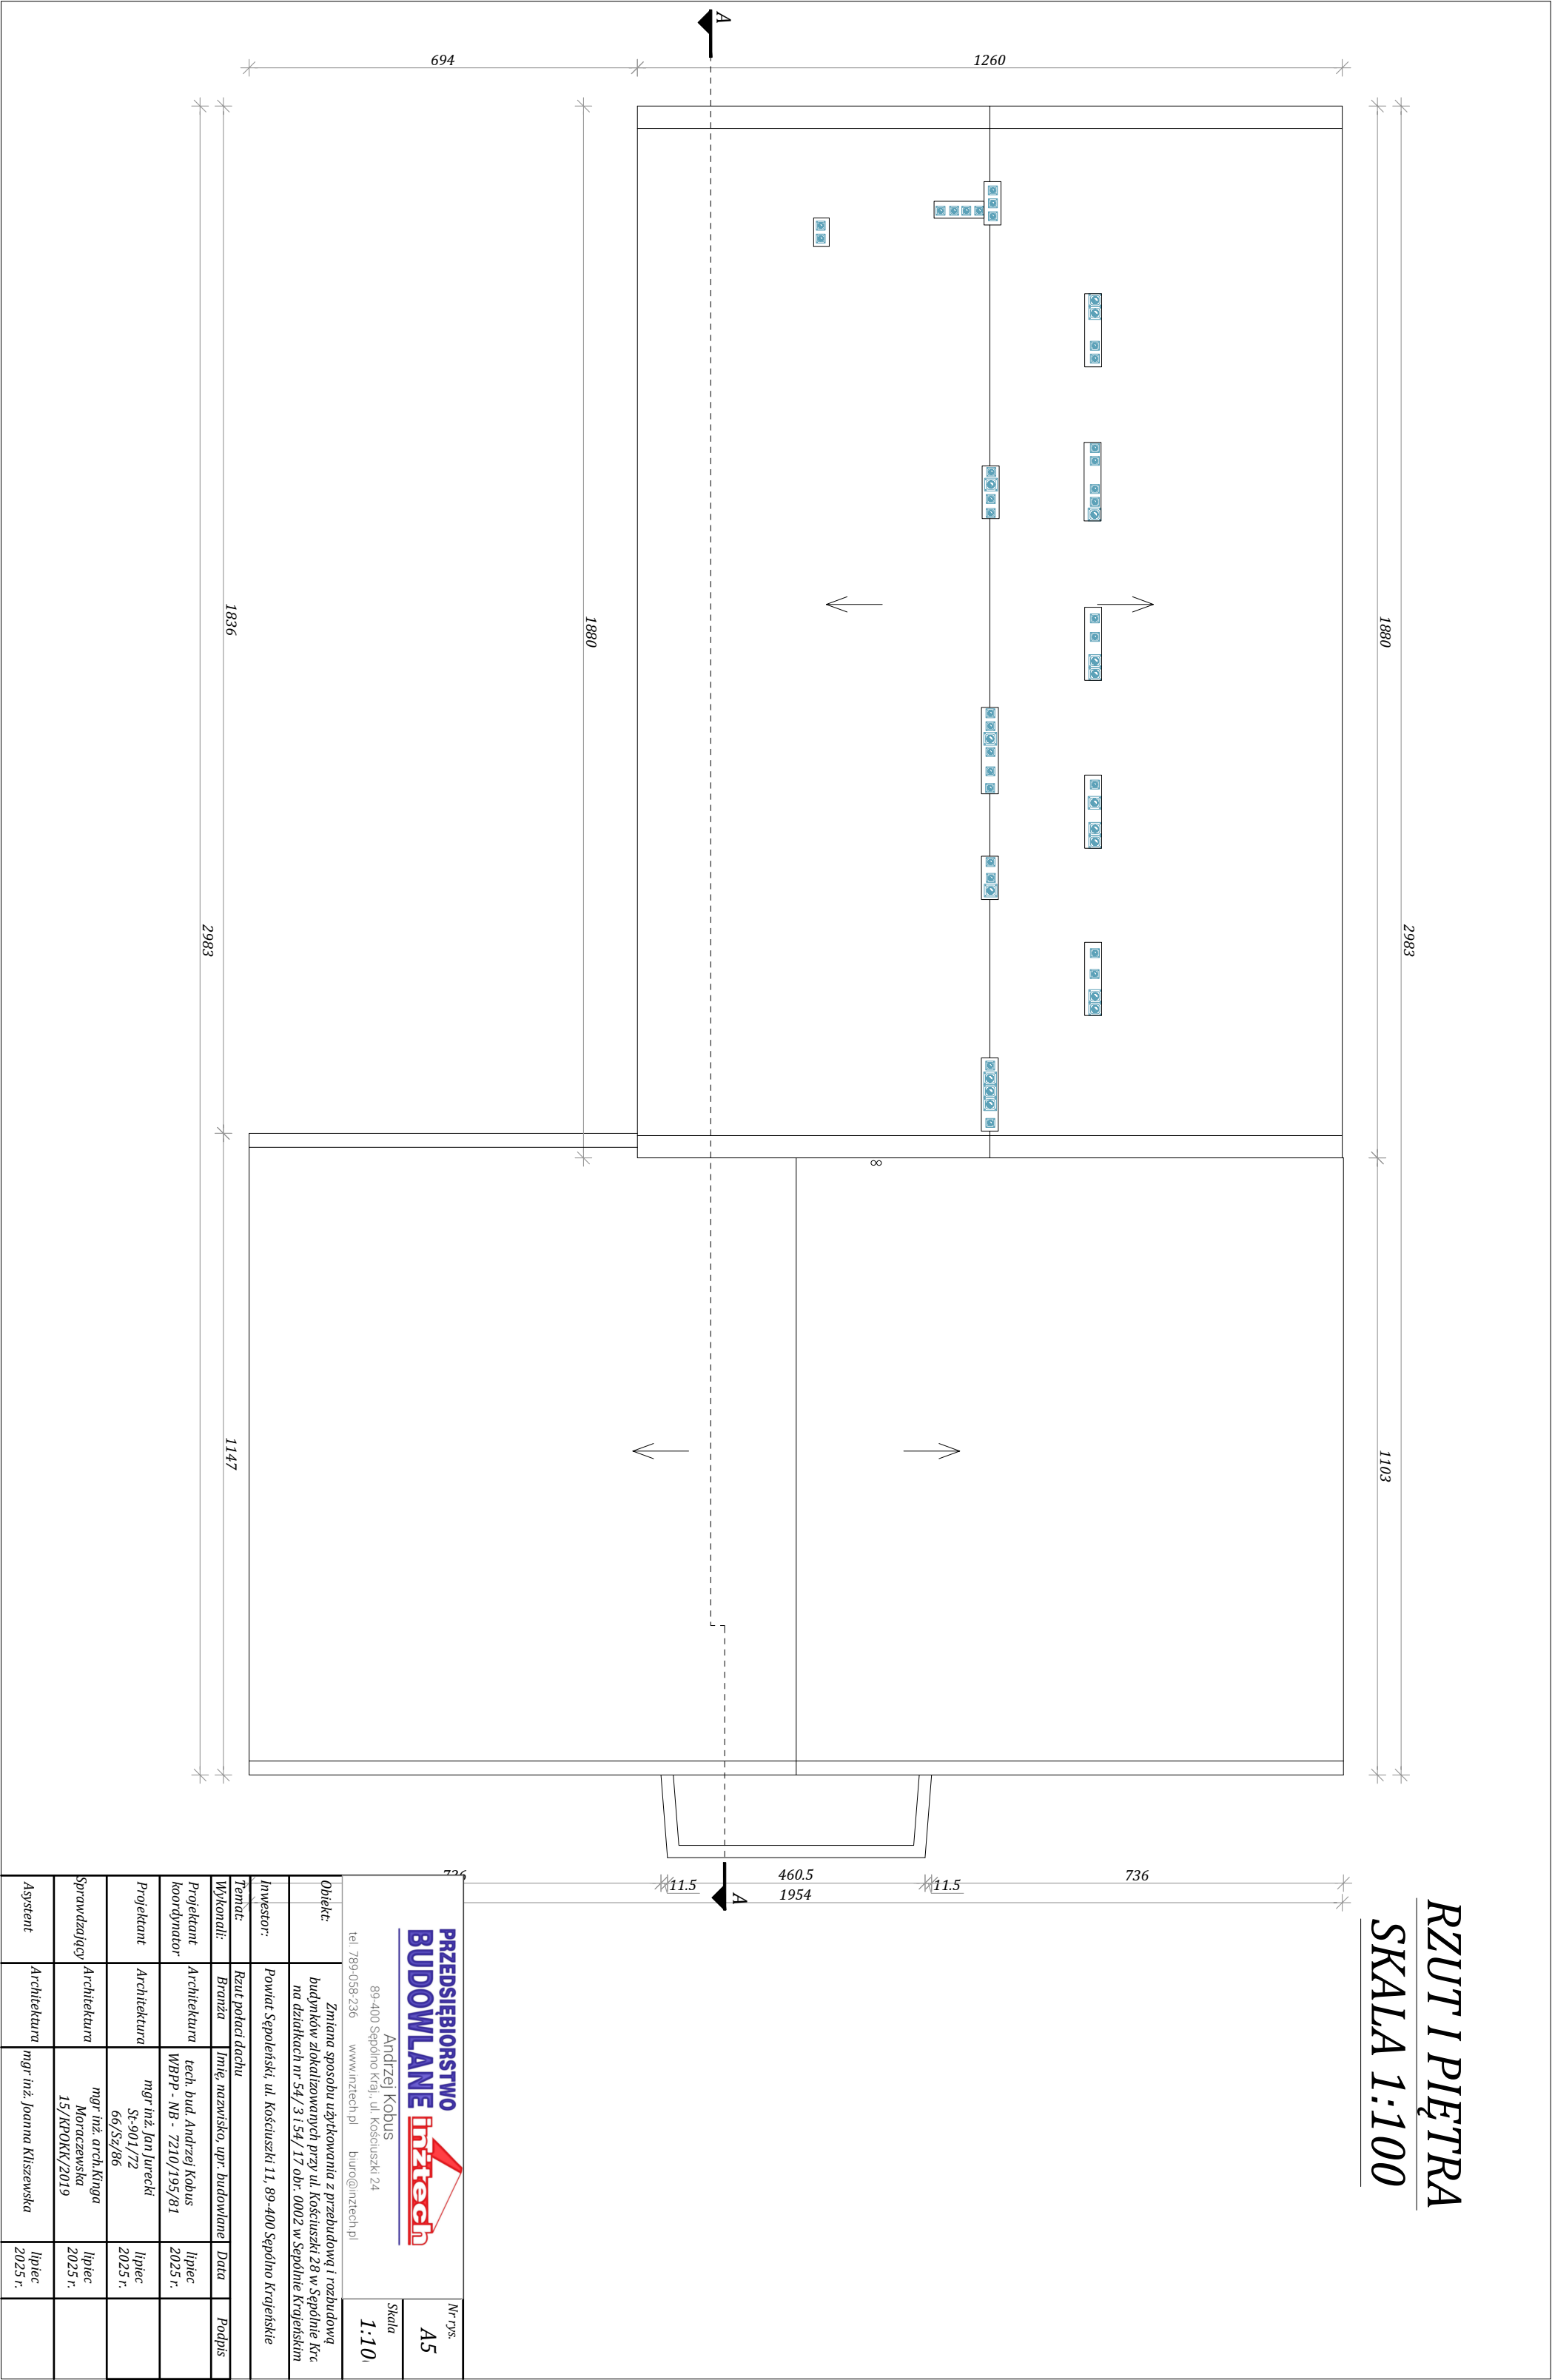 RZUT I PIĘTRA
SKALA 1:100
A
694
1260
1880
1836
2983
1880
2983
1147
1103
∞
11.5
460.5
11.5
736
1954
A
PRZEDSIĘBIORSTWO
BUDOWLANE
inztech
Andrzej Kobus
89-400 Sępólno Kraj., ul. Kościuszki 24
tel. 789-058-236 www.inztech.pl biuro@inztech.pl
Nr rys.
A5
Skala
1:10
Obiekt:
Zmiana sposobu użytkowania z przebudową i rozbudową
budynków zlokalizowanych przy ul. Kościuszki 28 w Sępólnie
na działkach nr 54/ 3 i 54/ 17 obr. 0002 w Sepólnie Krajeńskim
Inwestor: Powiat Sępoleński, ul. Kościuszki 11, 89-400 Sępólno Krajeńskie
Temat: Rzut połaci dachu
Wykonali: Branża Imię, nazwisko, upr. budowlane Data Podpis
Projektant koordynator Architektura tech. bud. Andrzej Kobus WBPP - NB - 7210/195/81 lipiec 2025 r.
Projektant Architektura mgr inż. Jan Jurecki St-901/72 66/Sz/86 lipiec 2025 r.
Sprawdzający Architektura mgr inż. arch.Kinga Moraczewska 15/KPOKK/2019 lipiec 2025 r.
Asystent Architektura mgr inż. Joanna Kliszewska lipiec 2025 r.